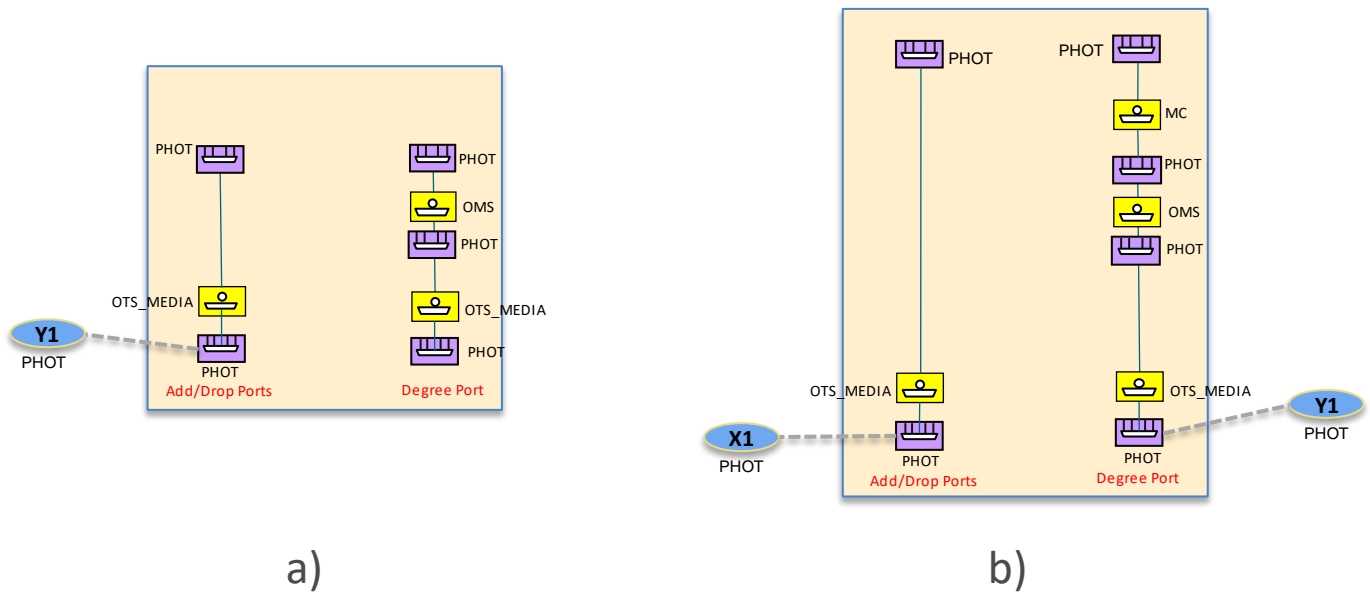 PHOT
PHOT
OMS
PHOT
OTS_MEDIA
OTS_MEDIA
Y1
PHOT
PHOT
PHOT
Add/Drop Ports
Degree Port
a)
PHOT
PHOT
MC
PHOT
OMS
PHOT
OTS_MEDIA
OTS_MEDIA
X1
PHOT
Y1
PHOT
PHOT
PHOT
Add/Drop Ports
Degree Port
b)